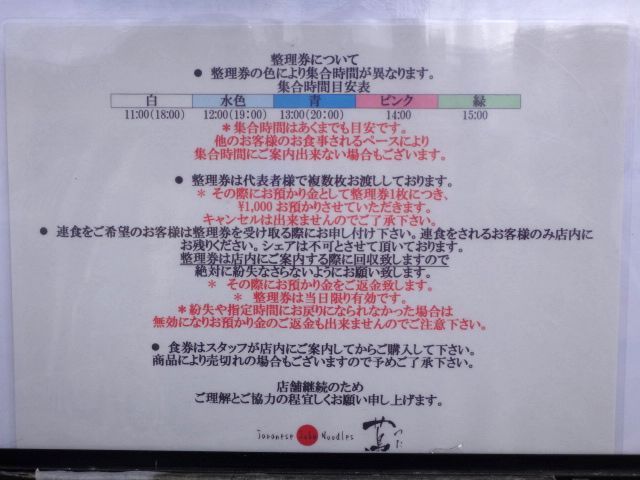 整理券について
● 整理券の色により集合時間が異なります。
集合時間目安表
白 水色 青 ピンク 緑
11:00(18:00) 12:00(19:00) 13:00(20:00) 14:00 15:00
＊集合時間はあくまでも目安です。
他のお客様のお食事されるペースにより
集合時間にご案内出来ない場合もございます。
● 整理券は代表者様で複数枚お渡ししております。
＊ その際にお預かり金として整理券1枚につき、
¥1,000 お預かりさせていただきます。
キャンセルは出来ませんのでご了承下さい。
● 連食をご希望のお客様は整理券を受け取る際にお申し付け下さい。連食をされるお客様のみ店内に
お残りください。シェアは不可とさせて頂いております。
整理券は店内にご案内する際に回収致しますので
絶対に紛失なさらないようにお願い致します。
＊ その際にお預かり金をご返金致します。
＊ 整理券は当日限り有効です。
＊紛失や指定時間にお戻りになられなかった場合は
無効になりお預かり金のご返金も出来ませんのでご注意下さい。
● 食券はスタッフが店内にご案内してからご購入して下さい。
商品により売切れの場合もございますので予めご了承下さい。
店舗継続のため
ご理解とご協力の程宜しくお願い申し上げます。
Japanese Soba Noodles 蔦 つた